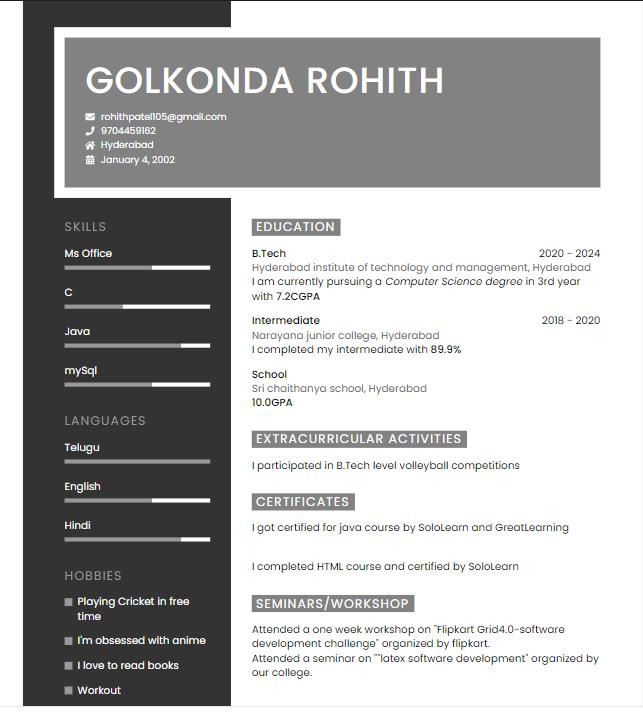 GOLKONDA ROHITH
rohithpatel105@gmail.com
9704459162
Hyderabad
January 4, 2002
SKILLS
Ms Office
C
Java
mySql
LANGUAGES
Telugu
English
Hindi
HOBBIES
Playing Cricket in free
time
I'm obsessed with anime
I love to read books
Workout
EDUCATION
B.Tech 2020 - 2024
Hyderabad institute of technology and management, Hyderabad
I am currently pursuing a Computer Science degree in 3rd year
with 7.2CGPA
Intermediate 2018 - 2020
Narayana junior college, Hyderabad
I completed my intermediate with 89.9%
School
Sri chaithanya school, Hyderabad
10.0GPA
EXTRACURRICULAR ACTIVITIES
I participated in B.Tech level volleyball competitions
CERTIFICATES
I got certified for java course by SoloLearn and GreatLearning
I completed HTML course and certified by SoloLearn
SEMINARS/WORKSHOP
Attended a one week workshop on "Flipkart Grid4.0-software
development challenge" organized by flipkart.
Attended a seminar on ""latex software development" organized by
our college.